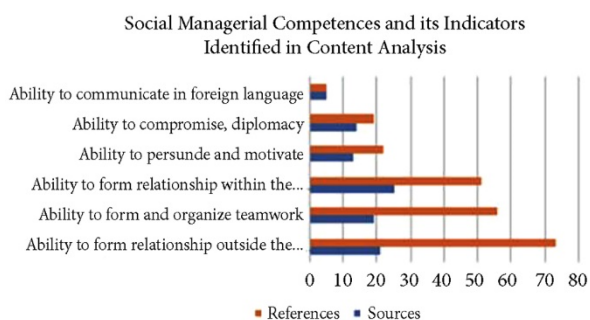 Social Managerial Competences and its Indicators
Identified in Content Analysis
Ability to communicate in foreign language
Ability to compromise, diplomacy
Ability to persunde and motivate
Ability to form relationship within the...
Ability to form and organize teamwork
Ability to form relationship outside the...
0 10 20 30 40 50 60 70 80
References Sources